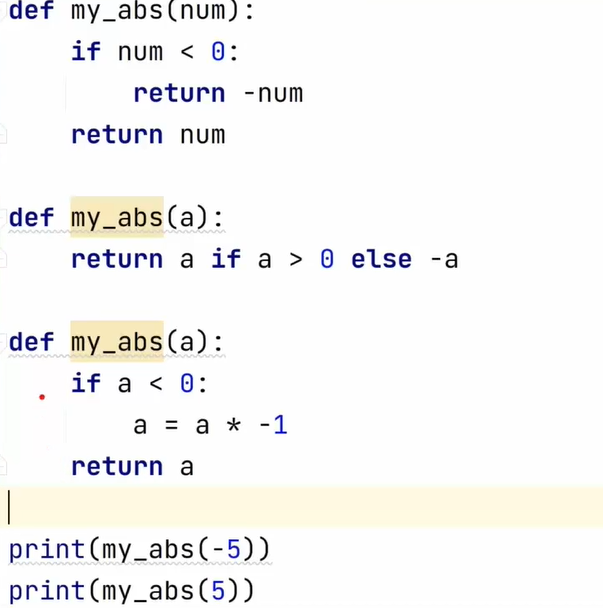 def my_abs(num):
    if num < 0:
        return -num
    return num

def my_abs(a):
    return a if a > 0 else -a

def my_abs(a):
    if a < 0:
        a = a * -1
    return a

print(my_abs(-5))
print(my_abs(5))